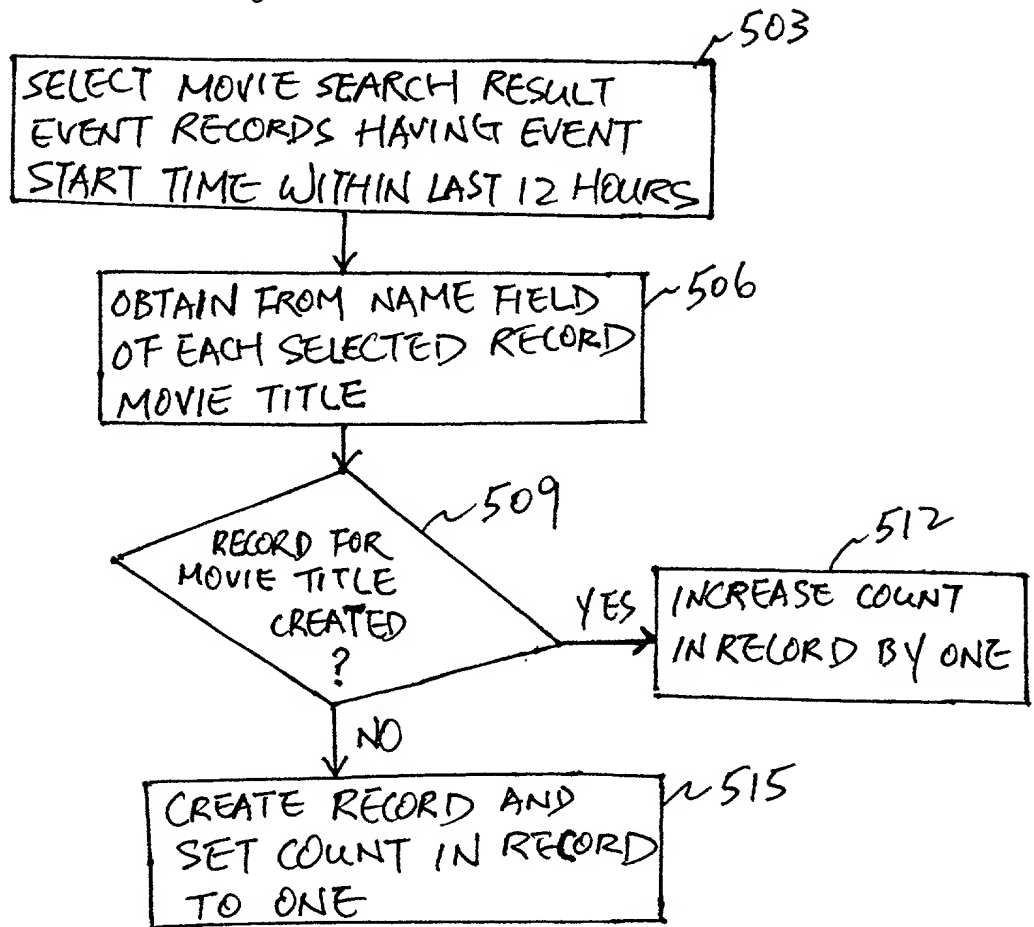 503
SELECT MOVIE SEARCH RESULT
EVENT RECORDS HAVING EVENT
START TIME WITHIN LAST 12 HOURS
506
OBTAIN FROM NAME FIELD
OF EACH SELECTED RECORD
MOVIE TITLE
509
RECORD FOR
MOVIE TITLE
CREATED
?
YES
512
INCREASE COUNT
IN RECORD BY ONE
NO
515
CREATE RECORD AND
SET COUNT IN RECORD
TO ONE